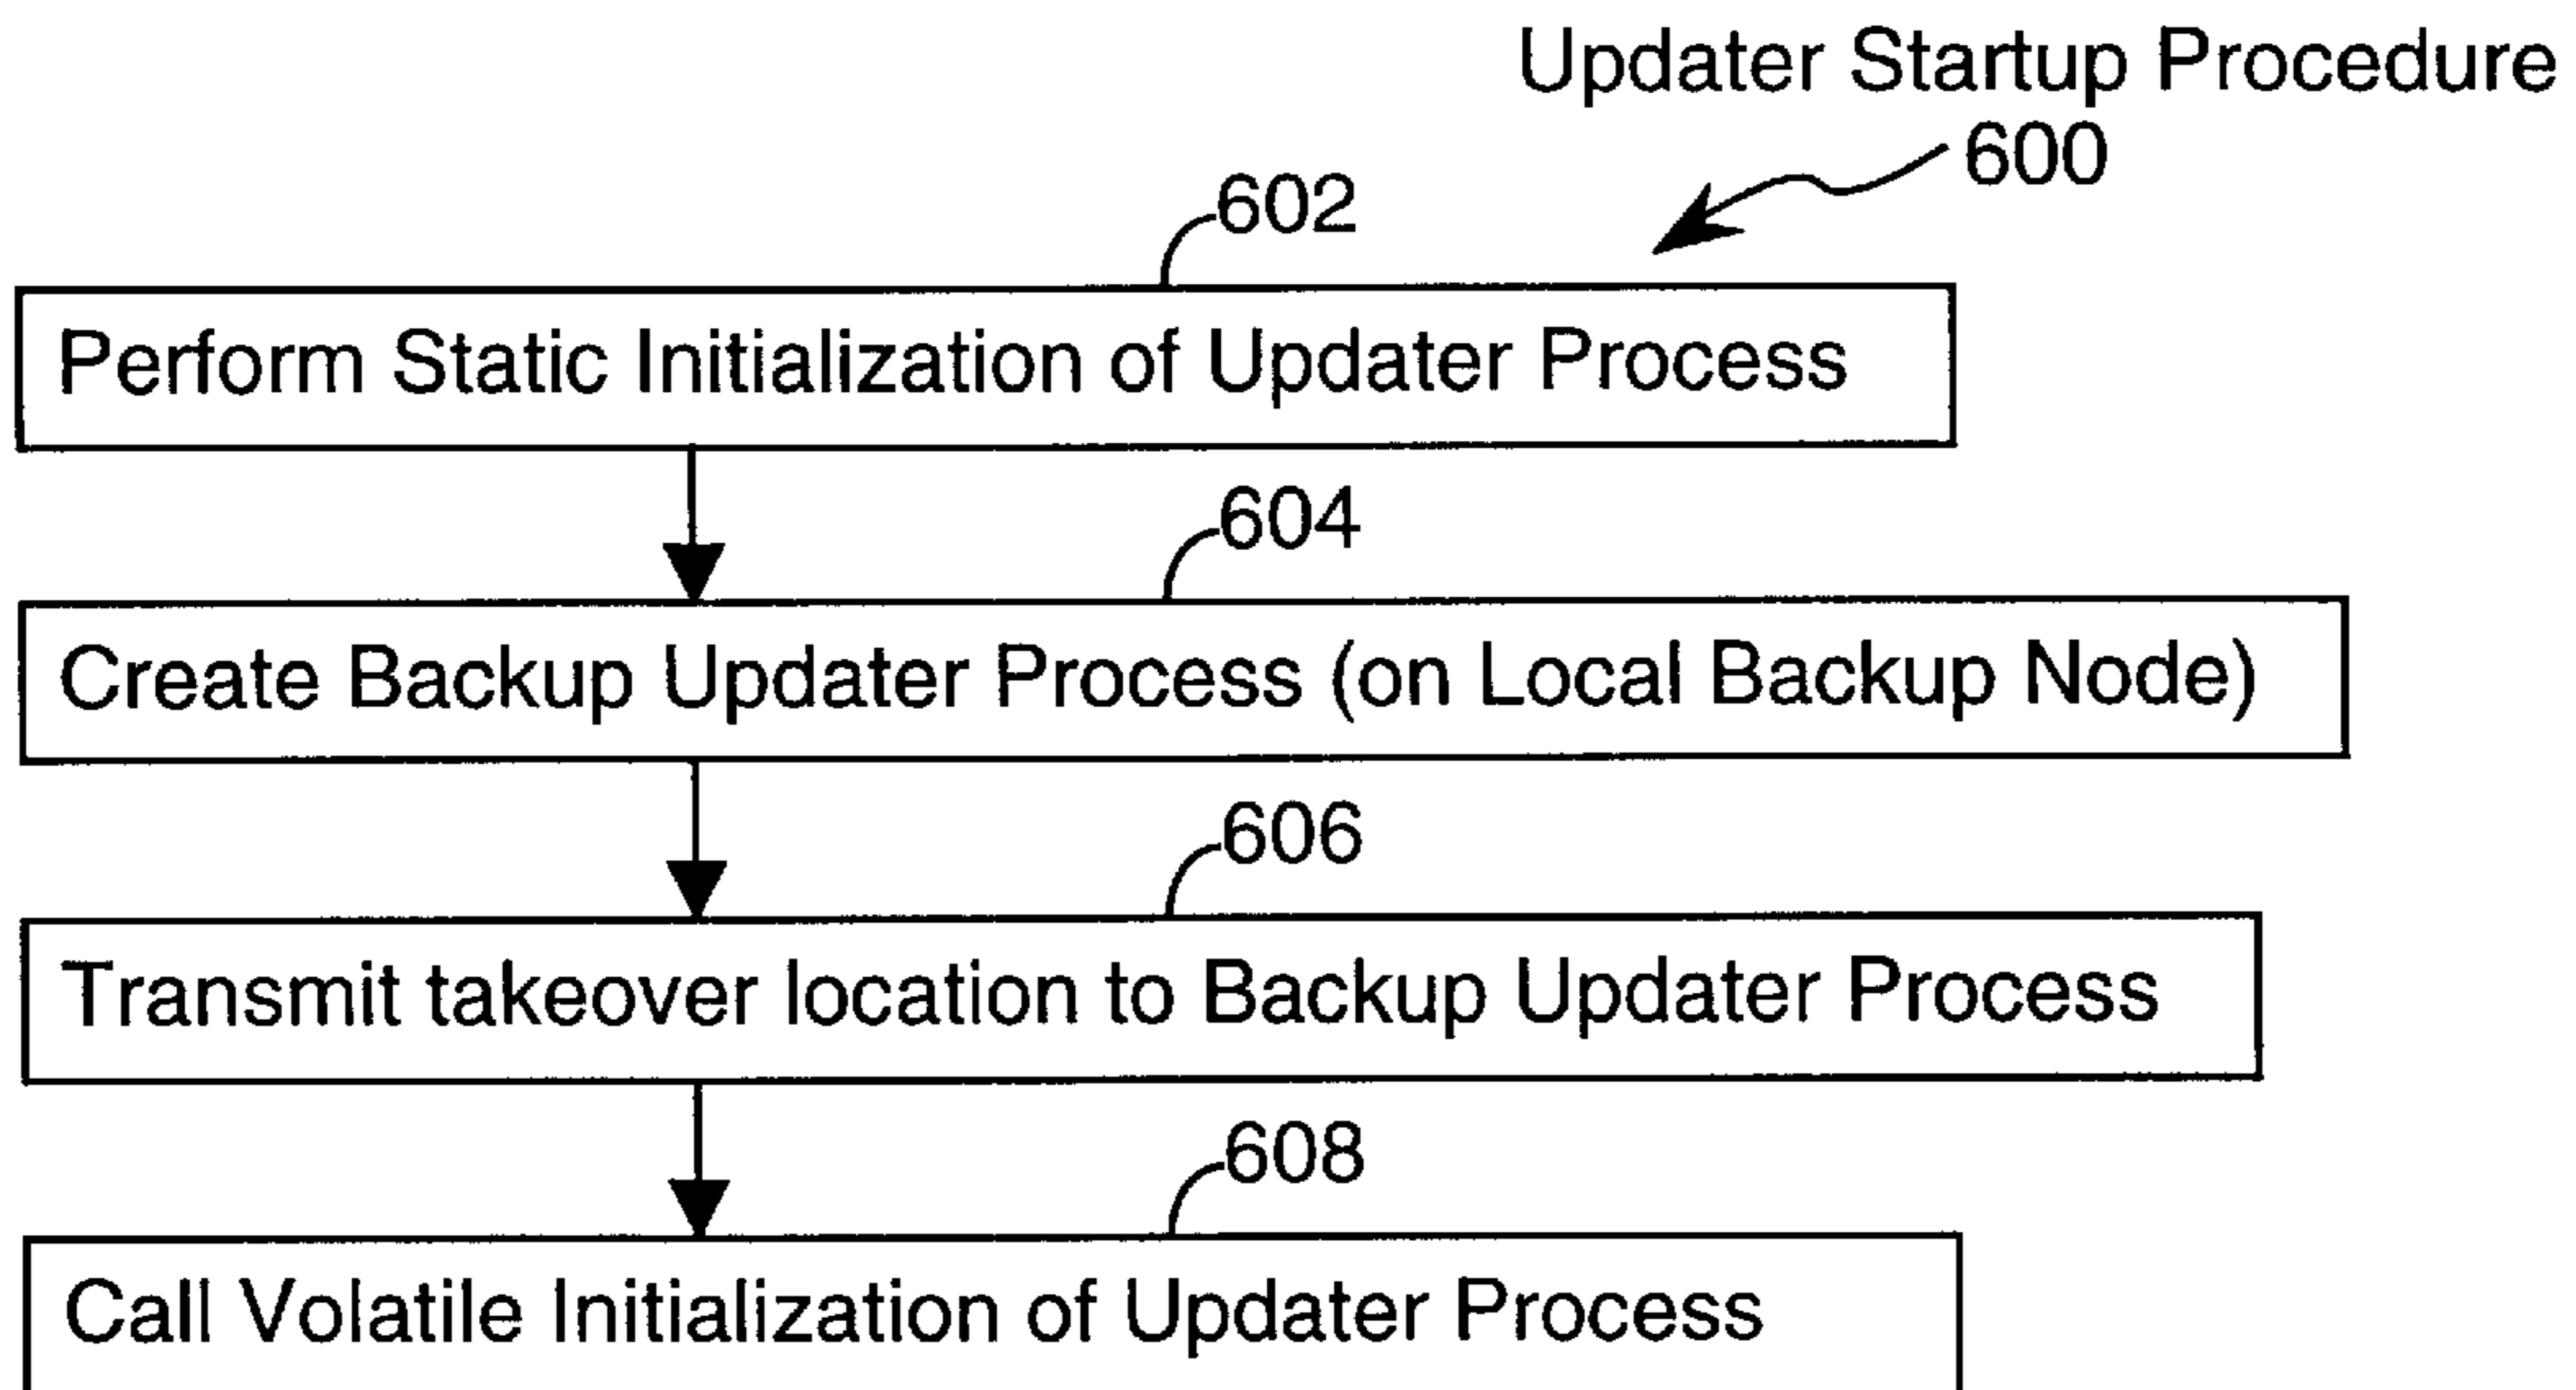 Updater Startup Procedure
600
602
Perform Static Initialization of Updater Process
604
Create Backup Updater Process (on Local Backup Node)
606
Transmit takeover location to Backup Updater Process
608
Call Volatile Initialization of Updater Process